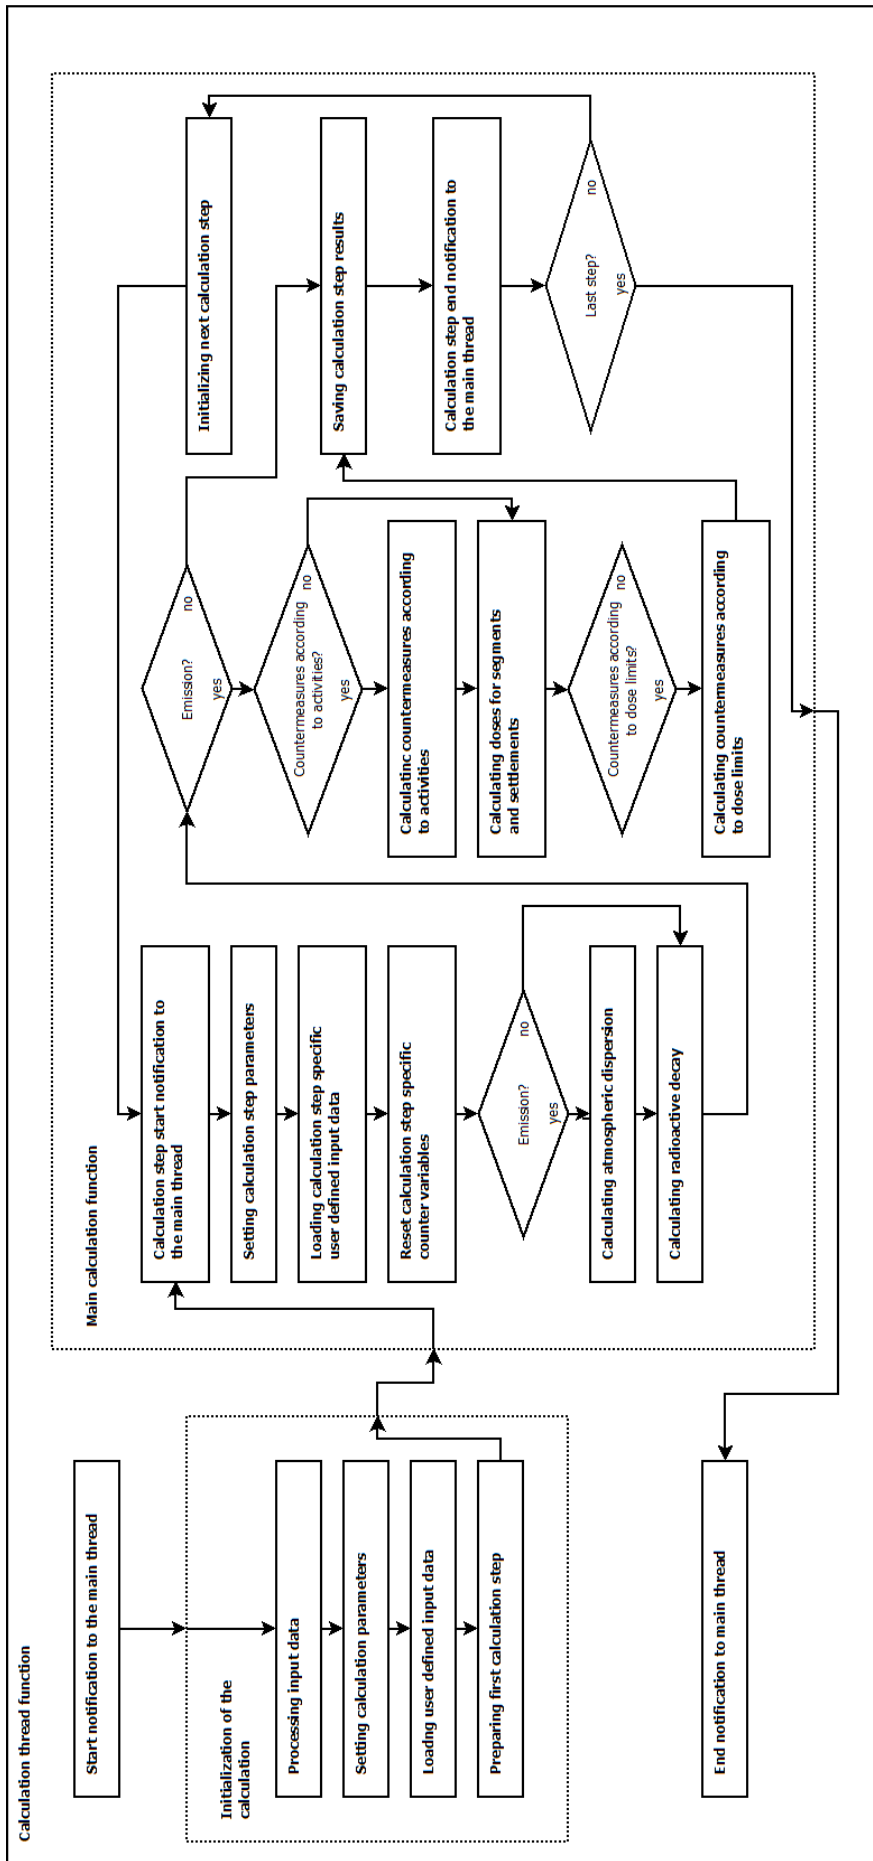 Calculation thread function
Start notification to the main thread
Initialization of the
calculation
Processing input data
Setting calculation parameters
Loadng user defined input data
Preparing first calculation step
End notification to main thread
Main calculation function
Calculation step start notification to
the main thread
Setting calculation step parameters
Loading calculation step specific
user defined input data
Reset calculation step specific
counter variables
Emission?
yes
no
Calculating atmospheric dispersion
Calculating radioactive decay
Emission?
yes
no
Countermeasures according
to activities?
yes
no
Calculatinc countermeasures according
to activities
Calculating doses for segments
and settlements
Countermeasures according
to dose limits?
yes
no
Calculating countermeasures according
to dose limits
Initializing next calculation step
Saving calculation step results
Calculation step end notification to
the main thread
Last step?
yes
no